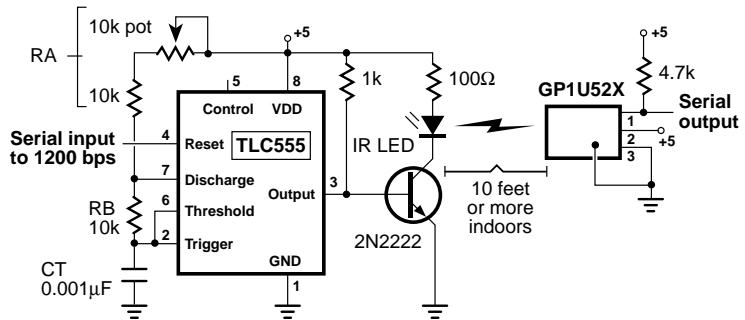 10k pot
RA
10k
+5
5
8
Control
VDD
1k
100Ω
+5
4.7k
GP1U52X
Serial
output
1
+5
2
3
Serial input
to 1200 bps
4
Reset
TLC555
IR LED
7
Discharge
3
Output
RB
10k
6
Threshold
2
Trigger
10 feet
or more
indoors
2N2222
GND
1
CT
0.001µF